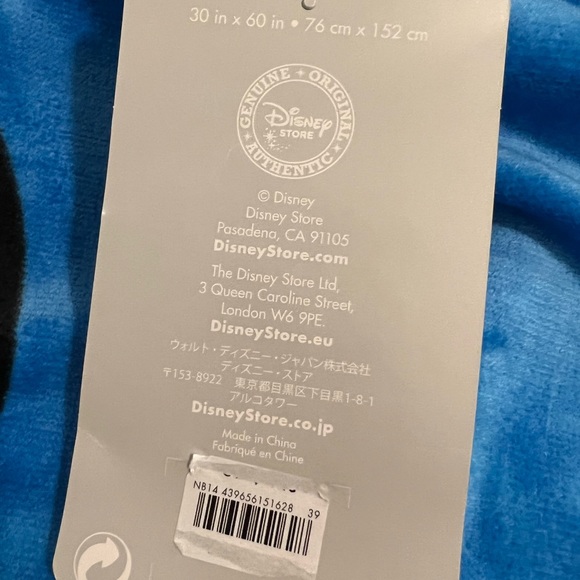 30 in x 60 in • 76 cm x 152 cm
GENUINE ✦ ORIGINAL ✦ AUTHENTIC ✦
Disney
STORE
© Disney
Disney Store
Pasadena, CA 91105
DisneyStore.com
The Disney Store Ltd,
3 Queen Caroline Street,
London W6 9PE.
DisneyStore.eu
ウォルト・ディズニー・ジャパン株式会社
ディズニー・ストア
〒153-8922 東京都目黒区下目黒1-8-1
アルコタワー
DisneyStore.co.jp
Made in China
Fabriqué en Chine
NB14 439656151628 39